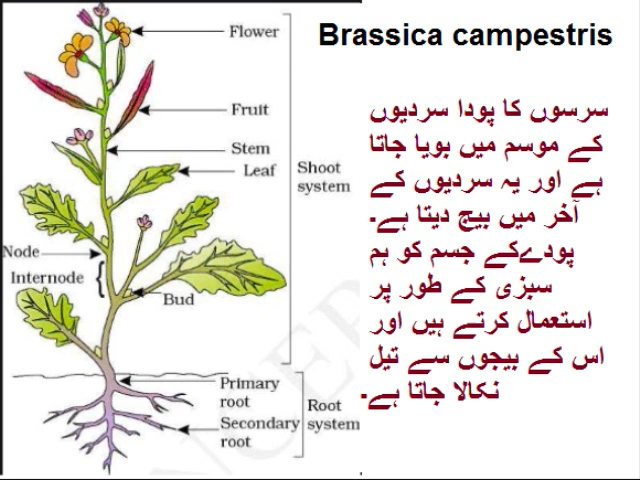 Brassica campestris
Flower
Fruit
Stem
Leaf
Shoot
system
Node
Internode
Bud
Primary
root
Secondary
root
Root
system
سرسوں کا پودا سردیوں
کے موسم میں بویا جاتا
ہے اور یہ سردیوں کے
آخر میں بیج دیتا ہے۔
پودےکے جسم کو ہم
سبزی کے طور پر
استعمال کرتے ہیں اور
اس کے بیجوں سے تیل
نکالا جاتا ہے۔